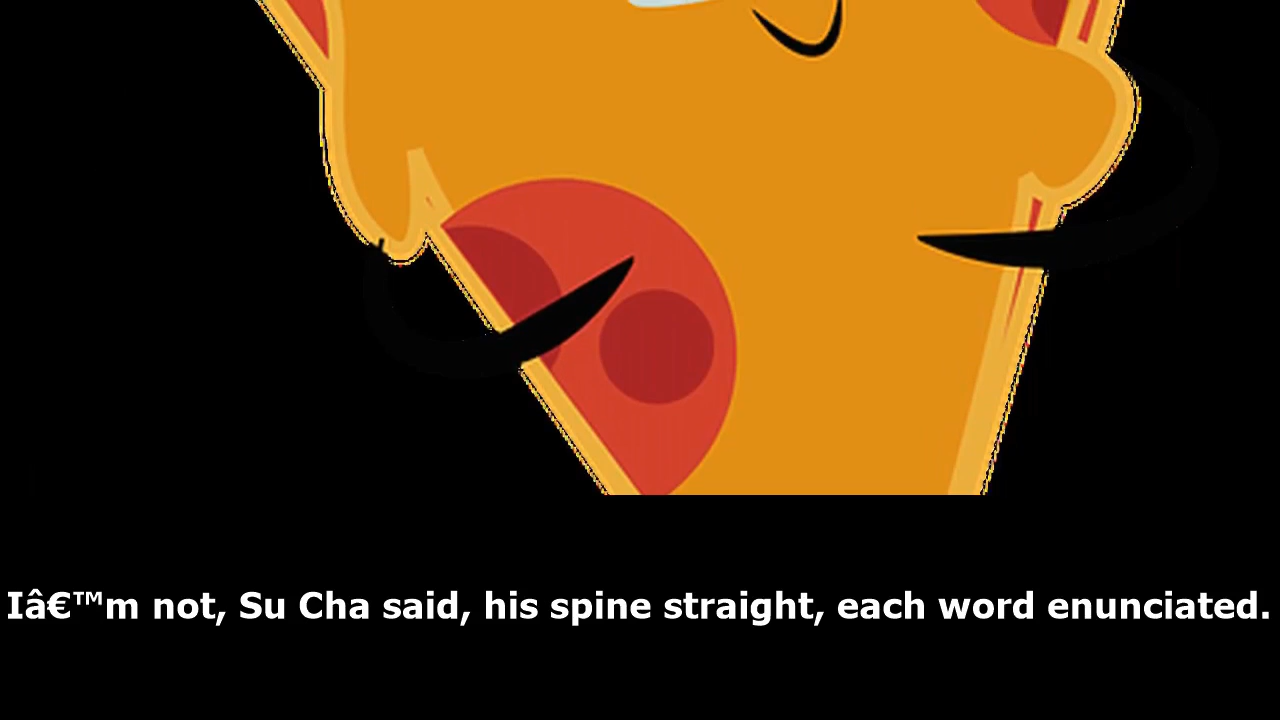 Iâ€™m not, Su Cha said, his spine straight, each word enunciated.